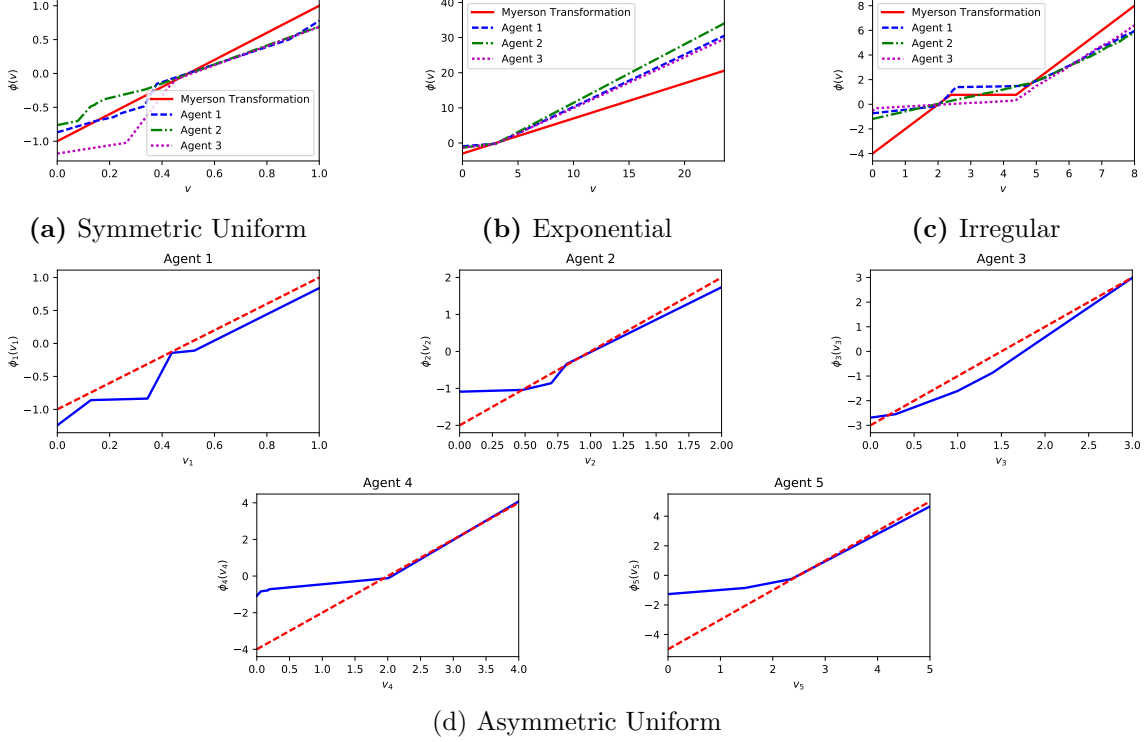 1.0
0.5
0.0
−0.5
−1.0
ϕ(v)
Myerson Transformation
Agent 1
Agent 2
Agent 3
0.0 0.2 0.4 0.6 0.8 1.0
v
(a) Symmetric Uniform
40
30
20
10
0
ϕ(v)
Myerson Transformation
Agent 1
Agent 2
Agent 3
0 5 10 15 20
v
(b) Exponential
8
6
4
2
0
−2
−4
ϕ(v)
Myerson Transformation
Agent 1
Agent 2
Agent 3
0 1 2 3 4 5 6 7 8
v
(c) Irregular
Agent 1
1.0
0.5
0.0
−0.5
−1.0
ϕ1(v1)
0.0 0.2 0.4 0.6 0.8 1.0
v1
Agent 2
2
1
0
−1
−2
ϕ2(v2)
0.00 0.25 0.50 0.75 1.00 1.25 1.50 1.75 2.00
v2
Agent 3
3
2
1
0
−1
−2
−3
ϕ3(v3)
0.0 0.5 1.0 1.5 2.0 2.5 3.0
v3
Agent 4
4
2
0
−2
−4
ϕ4(v4)
0.0 0.5 1.0 1.5 2.0 2.5 3.0 3.5 4.0
v4
Agent 5
4
2
0
−2
−4
ϕ5(v5)
0 1 2 3 4 5
v5
(d) Asymmetric Uniform